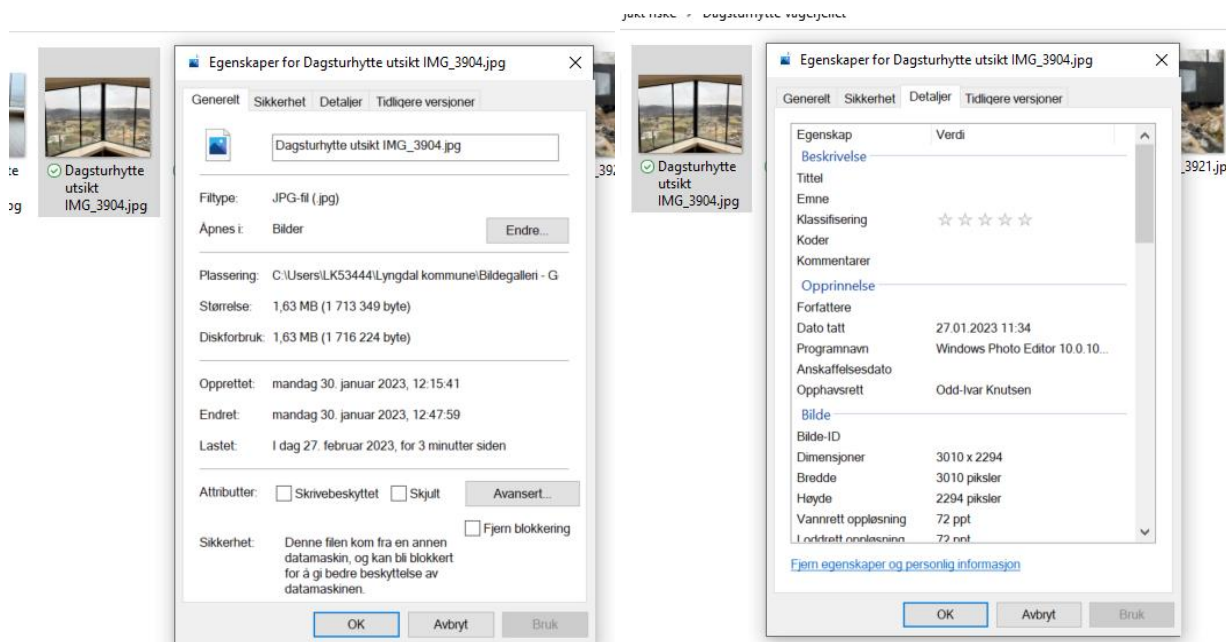 Egenskaper for Dagsturhytte utsikt IMG_3904.jpg
Generelt Sikkerhet Detaljer Tidligere versjoner
Dagsturhytte utsikt IMG_3904.jpg
Filtype: JPG-fil (.jpg)
Åpnes i: Bilder Endre...
Plassering: C:\Users\LK53444\Lyngdal kommune\Bildegalleri - G
Størrelse: 1,63 MB (1 713 349 byte)
Diskforbruk: 1,63 MB (1 716 224 byte)
Opprettet: mandag 30. januar 2023, 12:15:41
Endret: mandag 30. januar 2023, 12:47:59
Lastet: I dag 27. februar 2023, for 3 minutter siden
Attributter: Skrivebeskyttet Skjult Avansert...
Fjern blokkering
Sikkerhet: Denne filen kom fra en annen
datamaskin, og kan bli blokkert
for å gi bedre beskyttelse av
datamaskinen.
OK Avbryt Bruk
Dagsturhytte
utsikt
IMG_3904.jpg
Egenskaper for Dagsturhytte utsikt IMG_3904.jpg
Generelt Sikkerhet Detaljer Tidligere versjoner
Egenskap Verdi
Beskrivelse
Tittel
Emne
Klassifisering
Koder
Kommentarer
Opprinnelse
Forfattere
Dato tatt 27.01.2023 11:34
Programnavn Windows Photo Editor 10.0.10...
Anskaffelsesdato
Opphavsrett Odd-Ivar Knutsen
Bilde
Bilde-ID
Dimensjoner 3010 x 2294
Bredde 3010 piksler
Høyde 2294 piksler
Vannrett oppløsning 72 ppt
Loddrett oppløsning 72 ppt
Fjern egenskaper og personlig informasjon
OK Avbryt Bruk
Dagsturhytte
utsikt
IMG_3904.jpg
_3921.jp